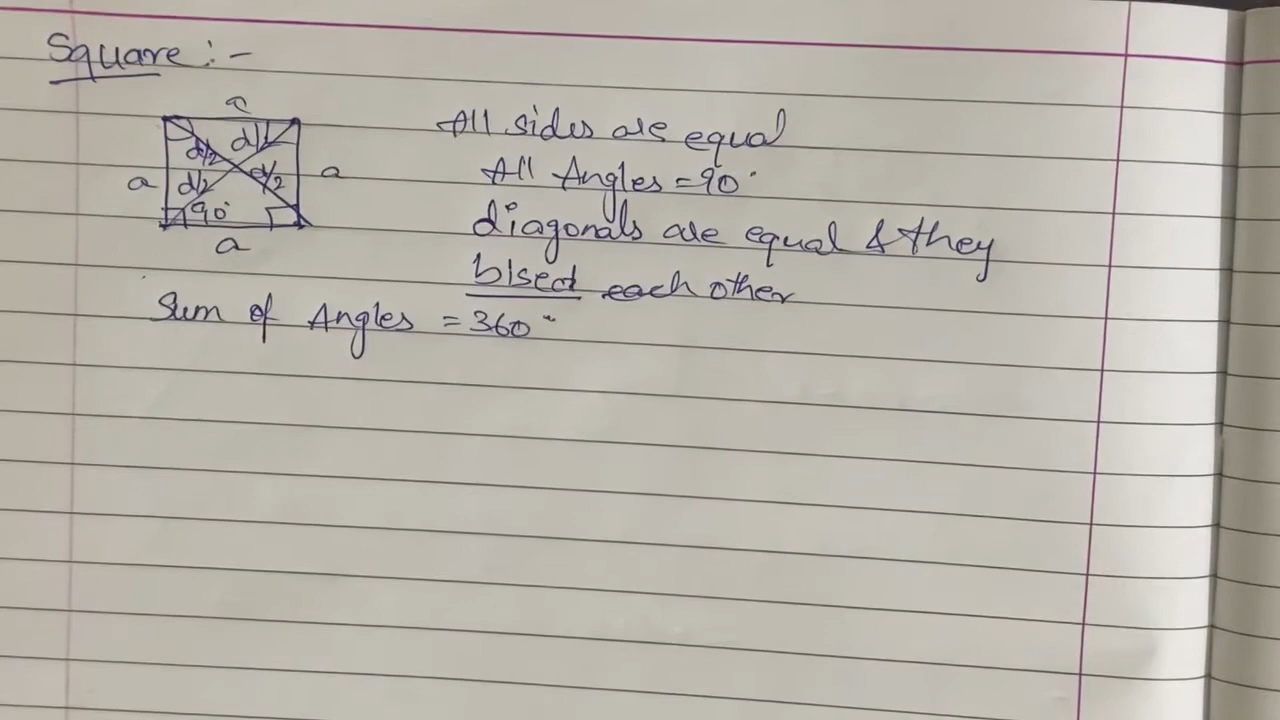 Square :-
a
d/2 d/2
a d/2 d/2 a
90°
a
All sides are equal
All Angles = 90°
diagonals are equal & they
bisect each other
Sum of Angles = 360°